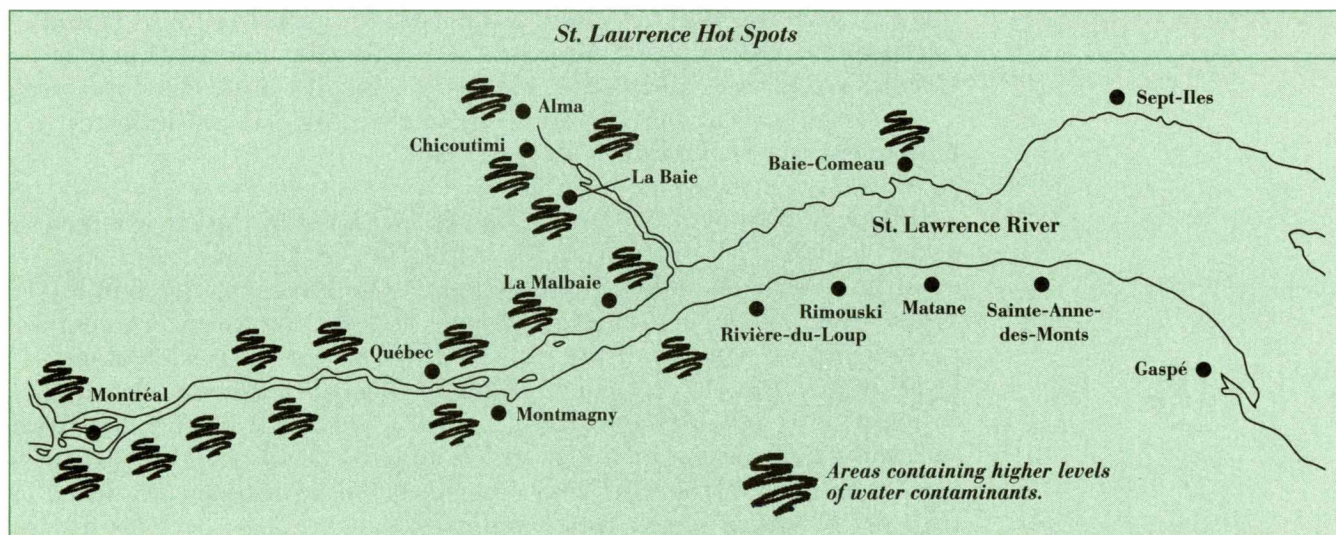 St. Lawrence Hot Spots
Alma
Sept-Iles
Chicoutimi
Baie-Comeau
La Baie
St. Lawrence River
La Malbaie
Rivière-du-Loup
Rimouski
Matane
Sainte-Anne-
des-Monts
Québec
Gaspé
Montréal
Montmagny
Areas containing higher levels
of water contaminants.